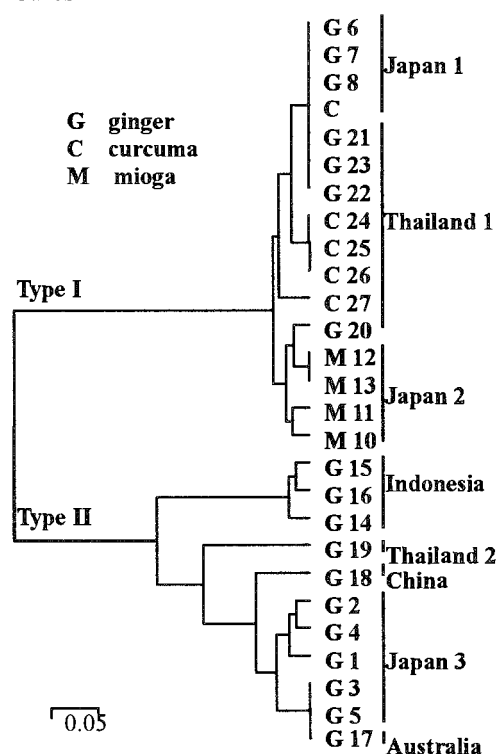 G 6
G 7
Japan 1
G 8
C
G ginger
C curcuma
M mioga
G 21
G 23
G 22
Thailand 1
C 24
C 25
C 26
C 27
Type I
G 20
M 12
M 13
Japan 2
M 11
M 10
G 15
Indonesia
G 16
G 14
Type II
G 19
Thailand 2
G 18
China
G 2
G 4
G 1
Japan 3
G 3
G 5
0.05
G 17
Australia